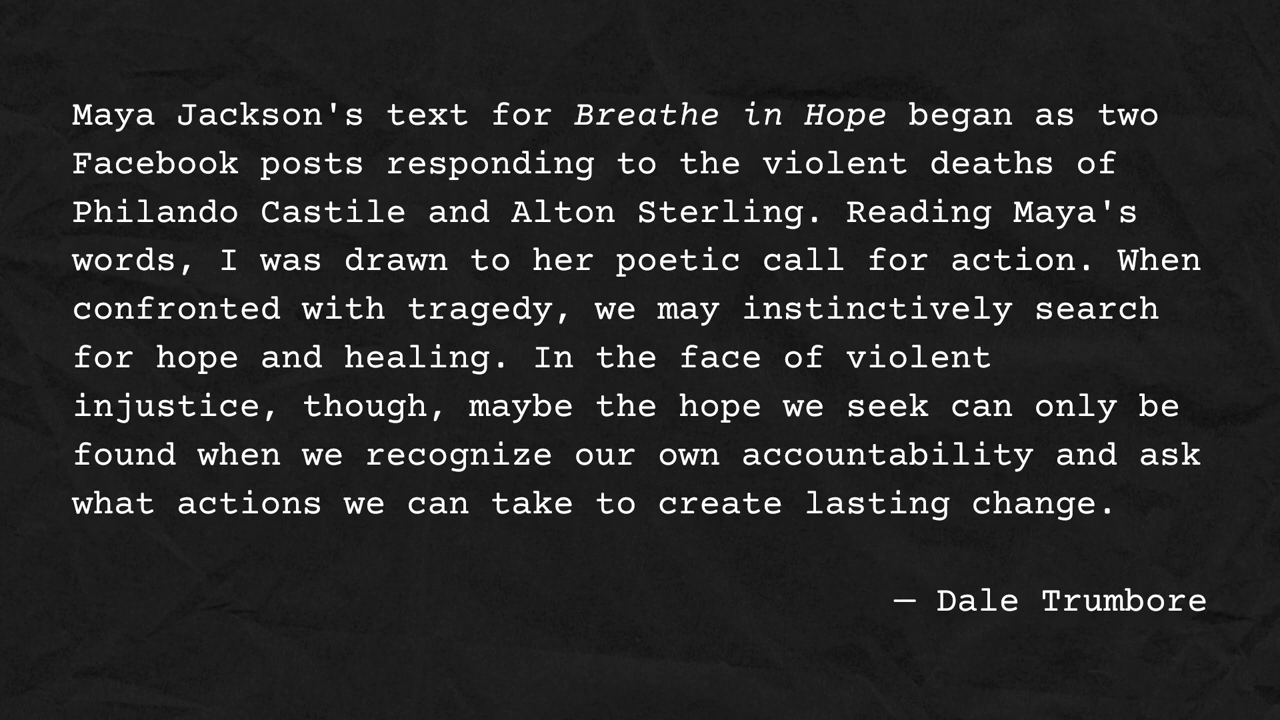 Maya Jackson's text for Breathe in Hope began as two
Facebook posts responding to the violent deaths of
Philando Castile and Alton Sterling. Reading Maya's
words, I was drawn to her poetic call for action. When
confronted with tragedy, we may instinctively search
for hope and healing. In the face of violent
injustice, though, maybe the hope we seek can only be
found when we recognize our own accountability and ask
what actions we can take to create lasting change.
— Dale Trumbore